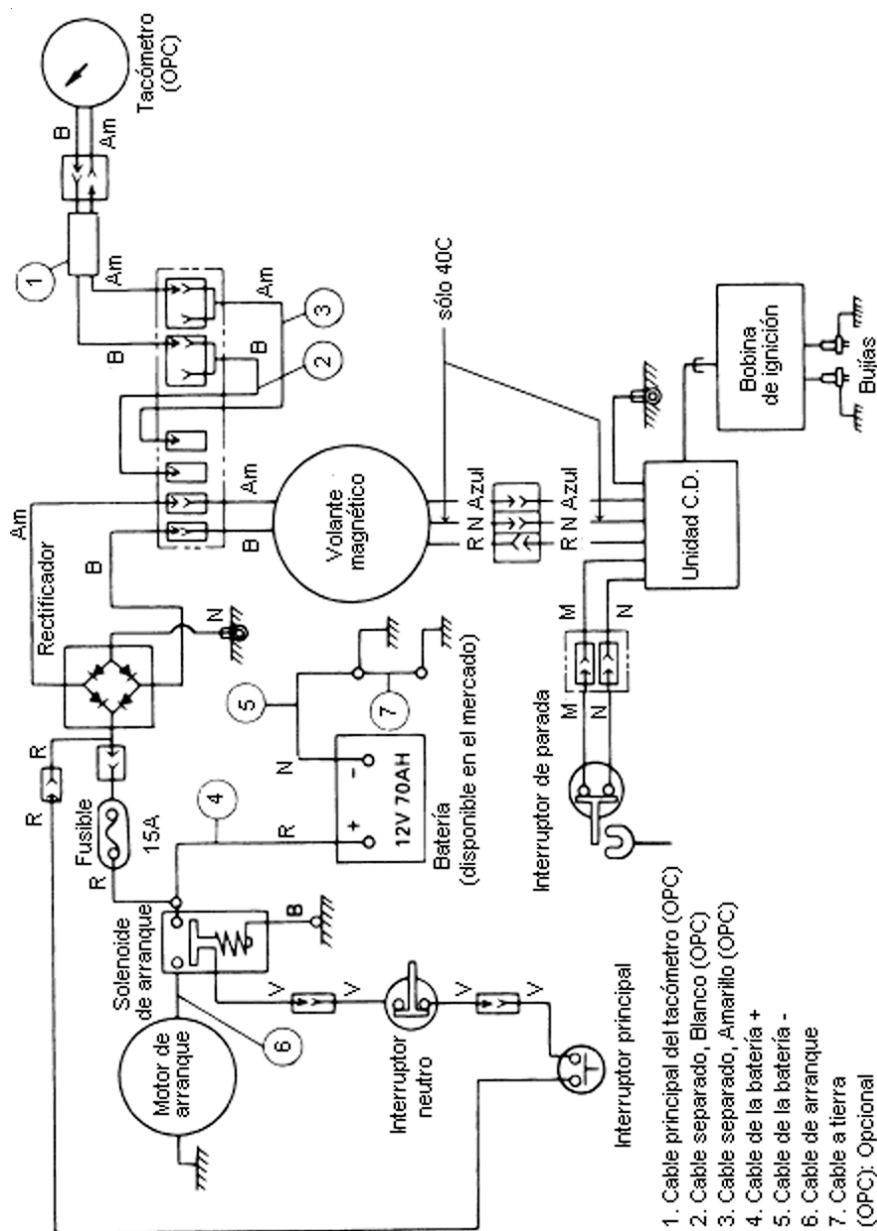 Tacómetro
(OPC)
B
Am
1
Am
B
Am
3
B
2
sólo 40C
Am
Rectificador
B
N
Am
B
Volante
magnético
R N Azul
R N Azul
Unidad C.D.
Bobina
de ignición
Bujías
M
N
M
N
Interruptor de parada
R
R
Fusible
15A
R
4
R
5
N
7
+
-
12V 70AH
Batería
(disponible en el mercado)
Solenoide
de arranque
B
Motor de
arranque
6
V
V
Interruptor
neutro
V
V
Interruptor principal
1. Cable principal del tacómetro (OPC)
2. Cable separado, Blanco (OPC)
3. Cable separado, Amarillo (OPC)
4. Cable de la batería +
5. Cable de la batería -
6. Cable de arranque
7. Cable a tierra
(OPC): Opcional